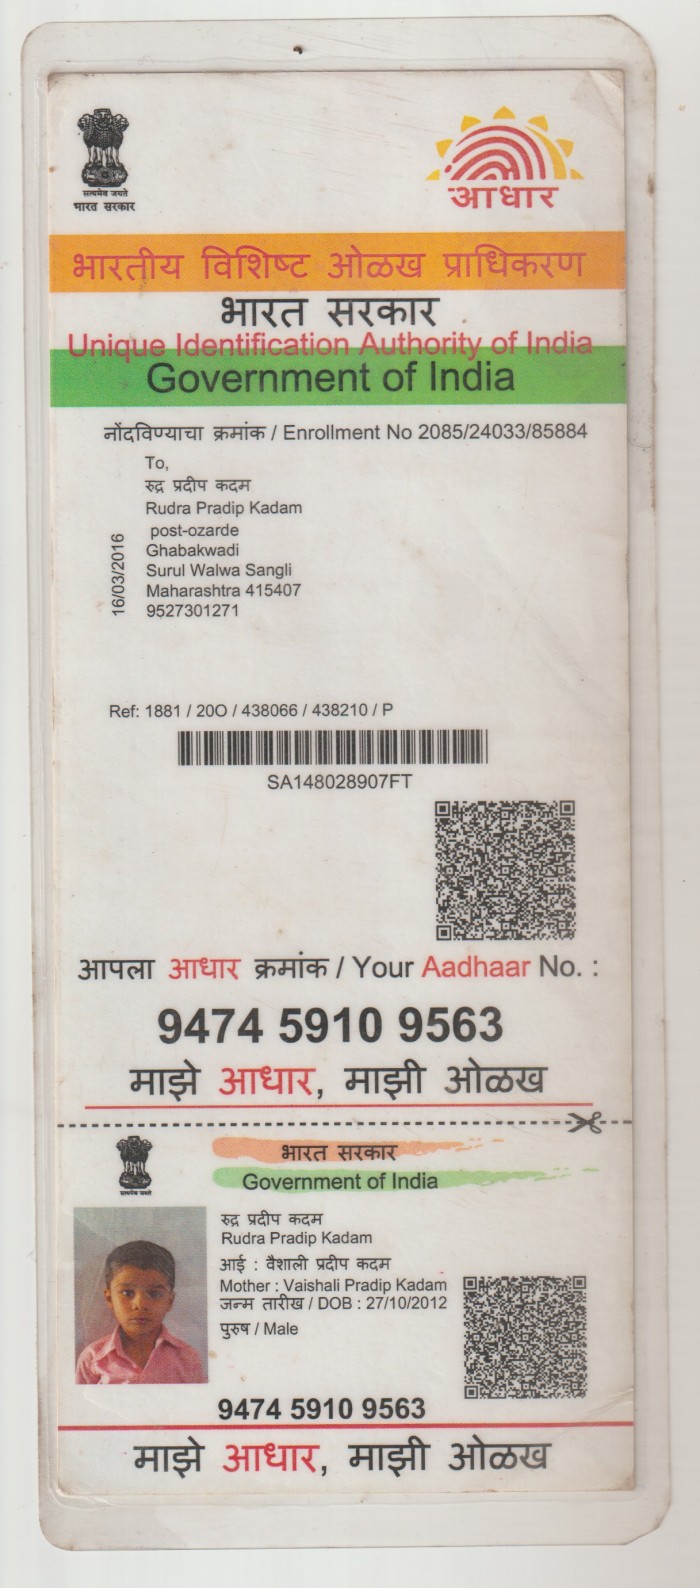 सत्यमेव जयते
भारत सरकार
आधार
भारतीय विशिष्ट ओळख प्राधिकरण
भारत सरकार
Unique Identification Authority of India
Government of India
नोंदविण्याचा क्रमांक / Enrollment No 2085/24033/85884
To,
रुद्र प्रदीप कदम
Rudra Pradip Kadam
post-ozarde
Ghabakwadi
Surul Walwa Sangli
Maharashtra 415407
9527301271
16/03/2016
Ref: 1881 / 20O / 438066 / 438210 / P
SA148028907FT
आपला आधार क्रमांक / Your Aadhaar No. :
9474 5910 9563
माझे आधार, माझी ओळख
सत्यमेव जयते
भारत सरकार
Government of India
रुद्र प्रदीप कदम
Rudra Pradip Kadam
आई : वैशाली प्रदीप कदम
Mother : Vaishali Pradip Kadam
जन्म तारीख / DOB : 27/10/2012
पुरुष / Male
9474 5910 9563
माझे आधार, माझी ओळख